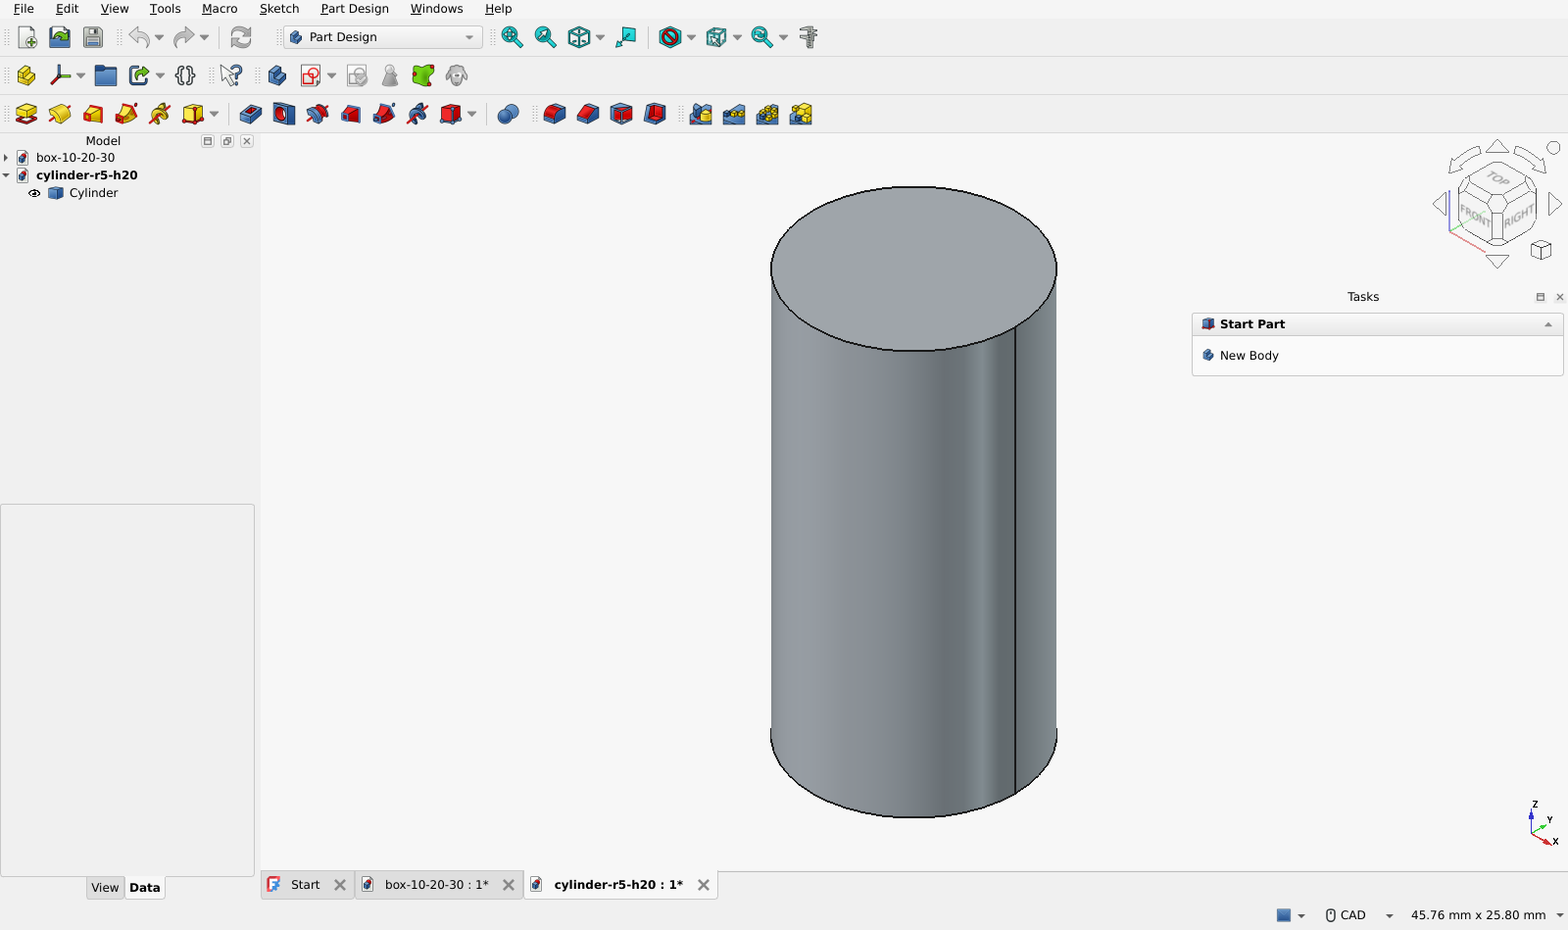 File Edit View Tools Macro Sketch Part Design Windows Help
Part Design
Model
box-10-20-30
cylinder-r5-h20
Cylinder
TOP
FRONT
RIGHT
Tasks
Start Part
New Body
Z
Y
X
View Data
Start box-10-20-30 : 1* cylinder-r5-h20 : 1*
CAD 45.76 mm x 25.80 mm